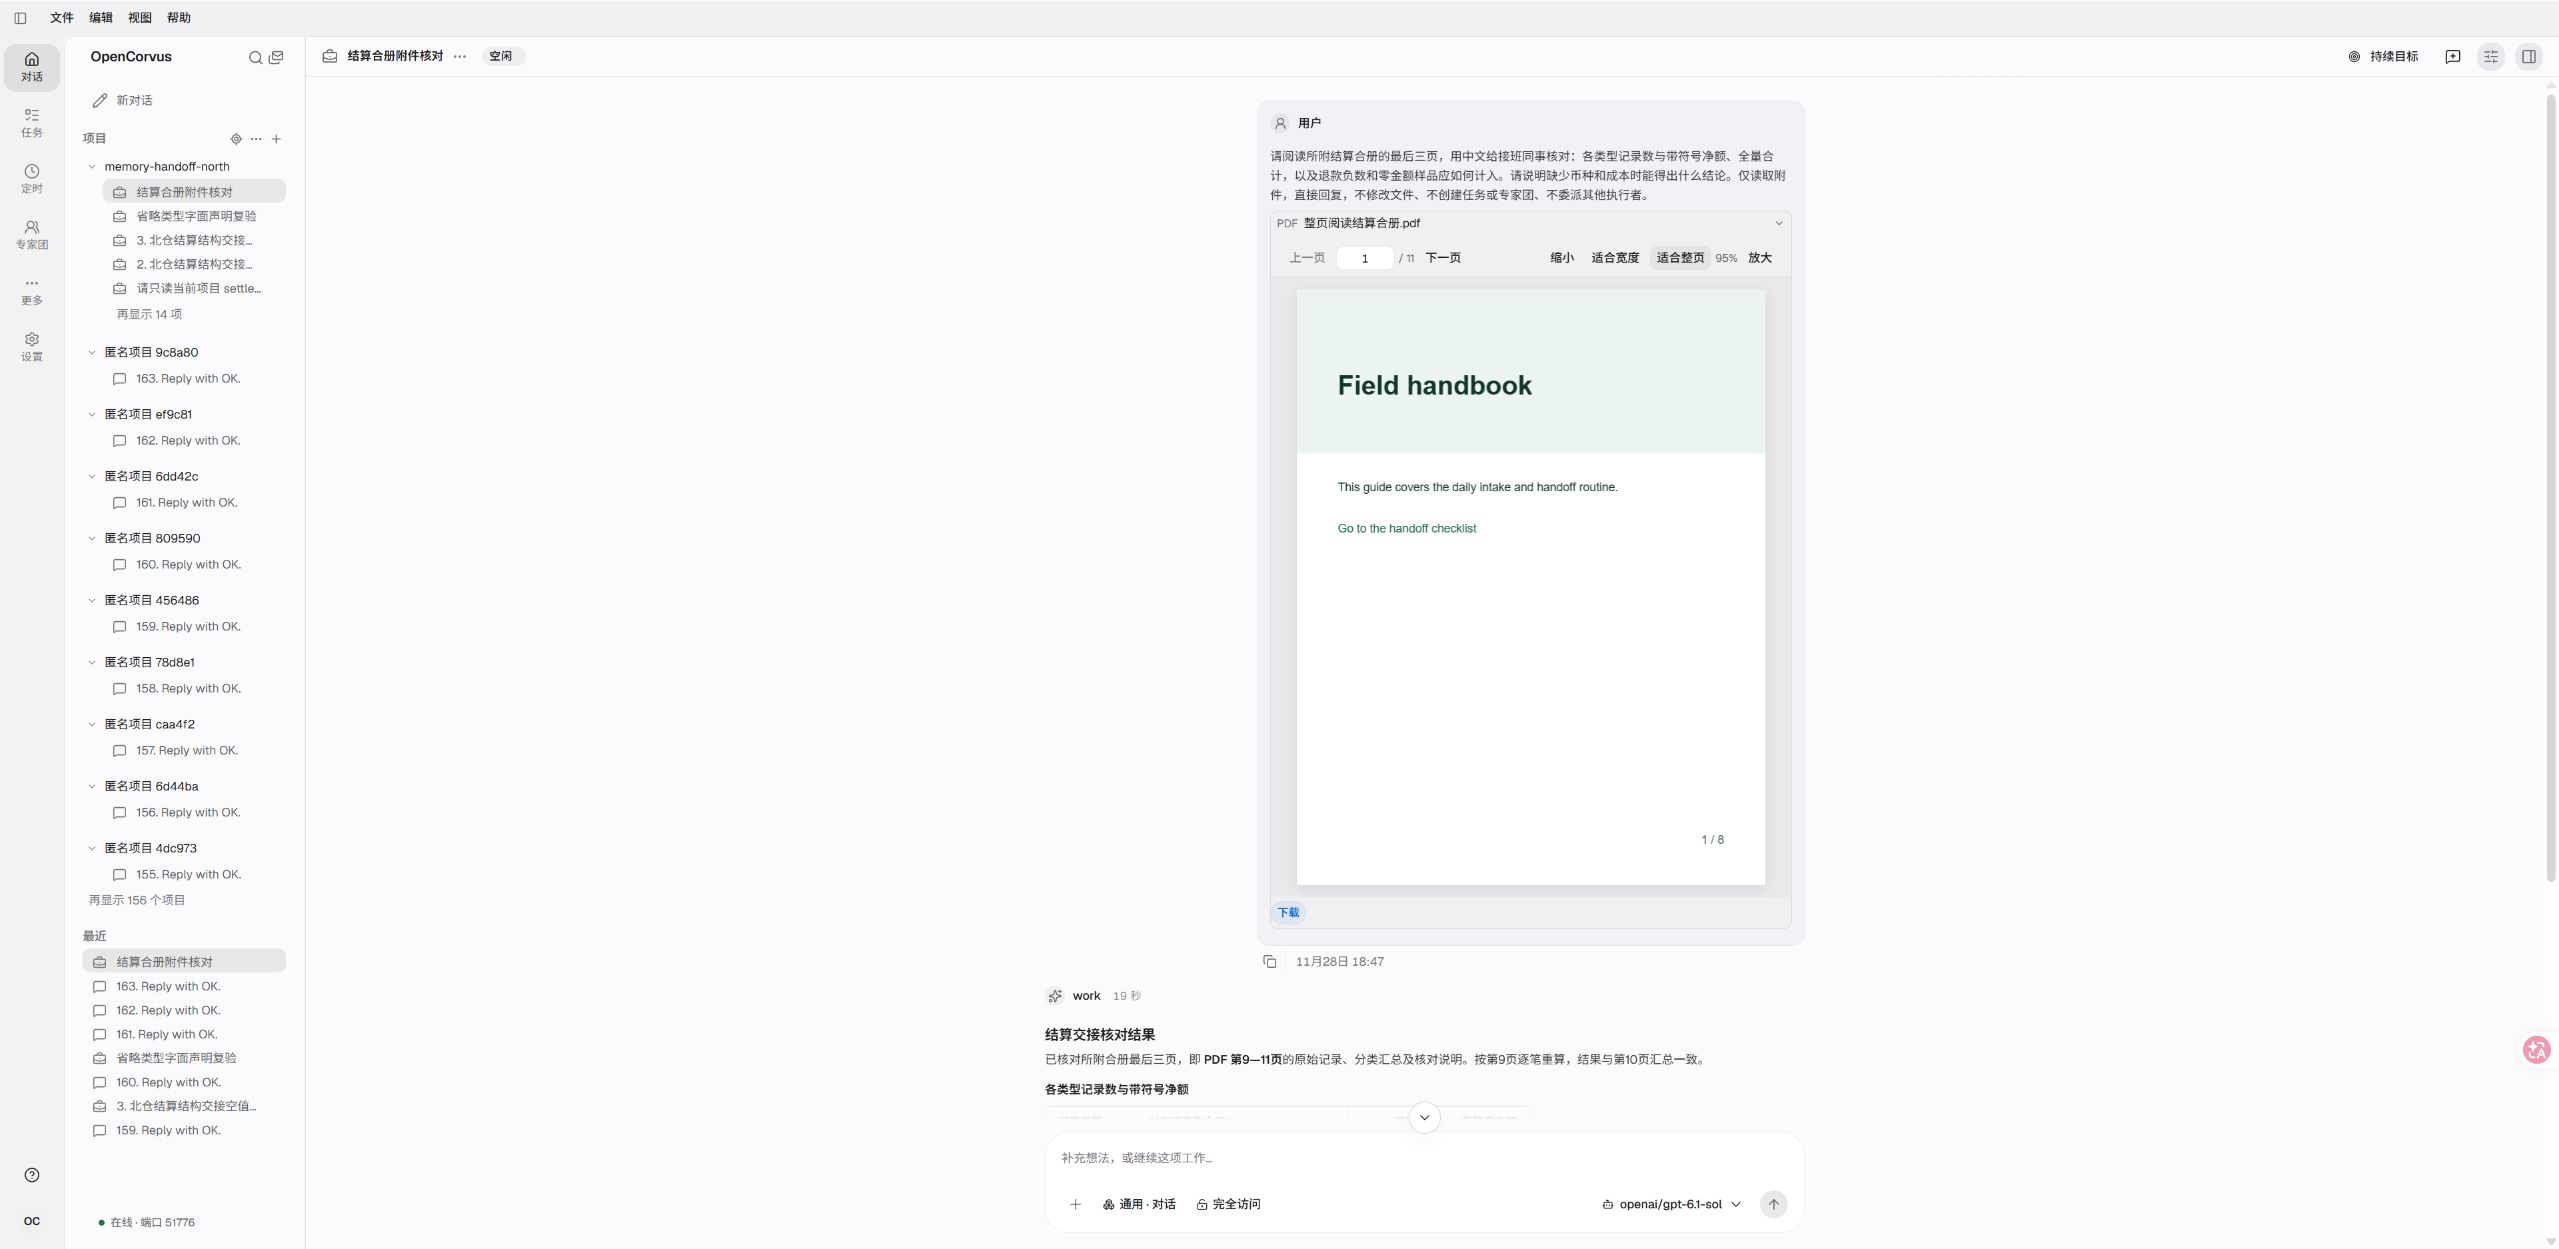 文件 编辑 视图 帮助
对话
任务
定时
专家团
更多
设置
OC
OpenCorvus
新对话
项目
memory-handoff-north
结算合册附件核对
省略类型字面声明复验
3. 北仓结算结构交接...
2. 北仓结算结构交接...
请只读当前项目 settle...
再显示 14 项
匿名项目 9c8a80
163. Reply with OK.
匿名项目 ef9c81
162. Reply with OK.
匿名项目 6dd42c
161. Reply with OK.
匿名项目 809590
160. Reply with OK.
匿名项目 456486
159. Reply with OK.
匿名项目 78d8e1
158. Reply with OK.
匿名项目 caa4f2
157. Reply with OK.
匿名项目 6d44ba
156. Reply with OK.
匿名项目 4dc973
155. Reply with OK.
再显示 156 个项目
最近
结算合册附件核对
163. Reply with OK.
162. Reply with OK.
161. Reply with OK.
省略类型字面声明复验
160. Reply with OK.
3. 北仓结算结构交接空值...
159. Reply with OK.
在线 · 端口 51776
结算合册附件核对 ··· 空闲
持续目标
用户
请阅读所附结算合册的最后三页，用中文给接班同事核对：各类型记录数与带符号净额、全量合
计，以及退款负数和零金额样品应如何计入。请说明缺少币种和成本时能得出什么结论。仅读取附
件，直接回复，不修改文件、不创建任务或专家团、不委派其他执行者。
PDF 整页阅读结算合册.pdf
上一页 1 / 11 下一页 缩小 适合宽度 适合整页 95% 放大
Field handbook
This guide covers the daily intake and handoff routine.
Go to the handoff checklist
1 / 8
下载
11月28日 18:47
work 19 秒
结算交接核对结果
已核对所附合册最后三页，即 PDF 第9—11页的原始记录、分类汇总及核对说明。按第9页逐笔重算，结果与第10页汇总一致。
各类型记录数与带符号净额
补充想法，或继续这项工作...
通用 · 对话 完全访问 openai/gpt-6.1-sol